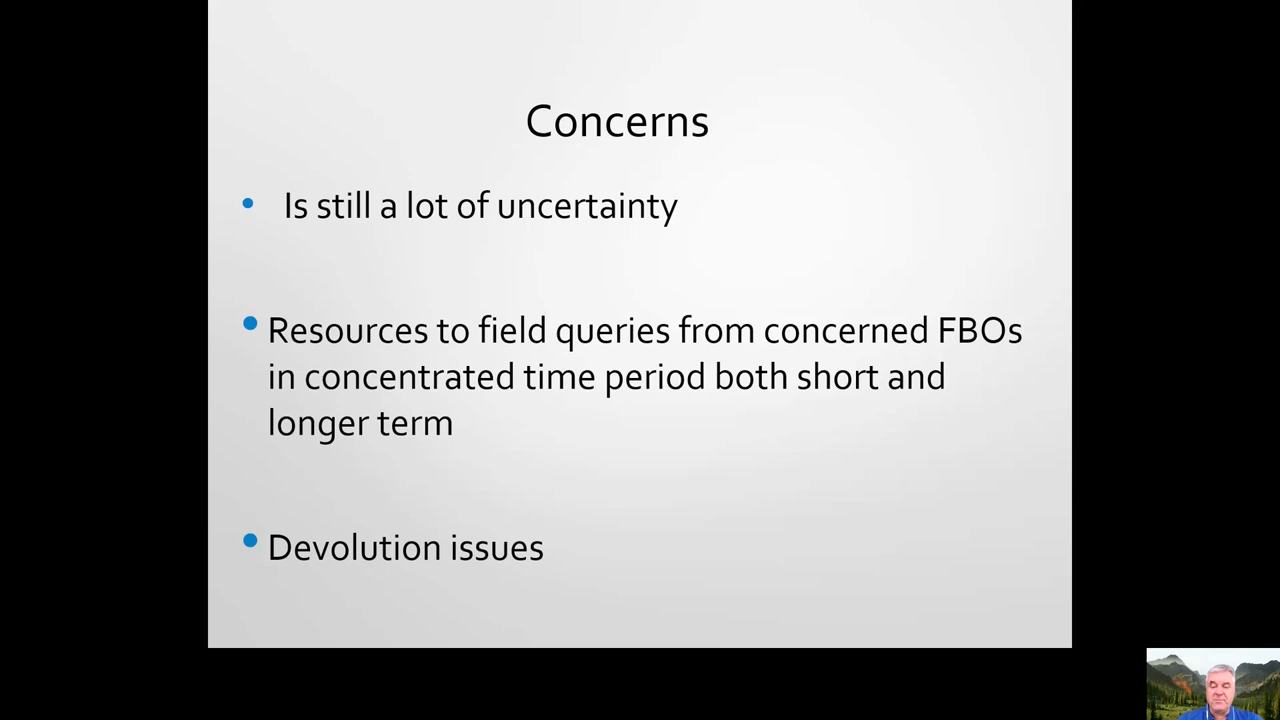 Concerns
• Is still a lot of uncertainty
• Resources to field queries from concerned FBOs
in concentrated time period both short and
longer term
• Devolution issues